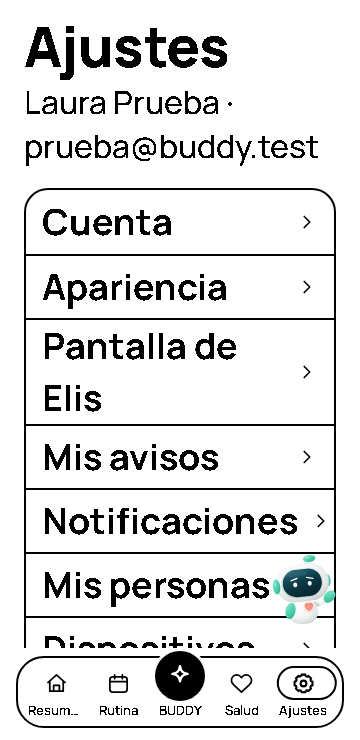 Ajustes
Laura Prueba ·
prueba@buddy.test
Cuenta
Apariencia
Pantalla de
Elis
Mis avisos
Notificaciones
Mis personas
Dispositivos
Resum...
Rutina
BUDDY
Salud
Ajustes